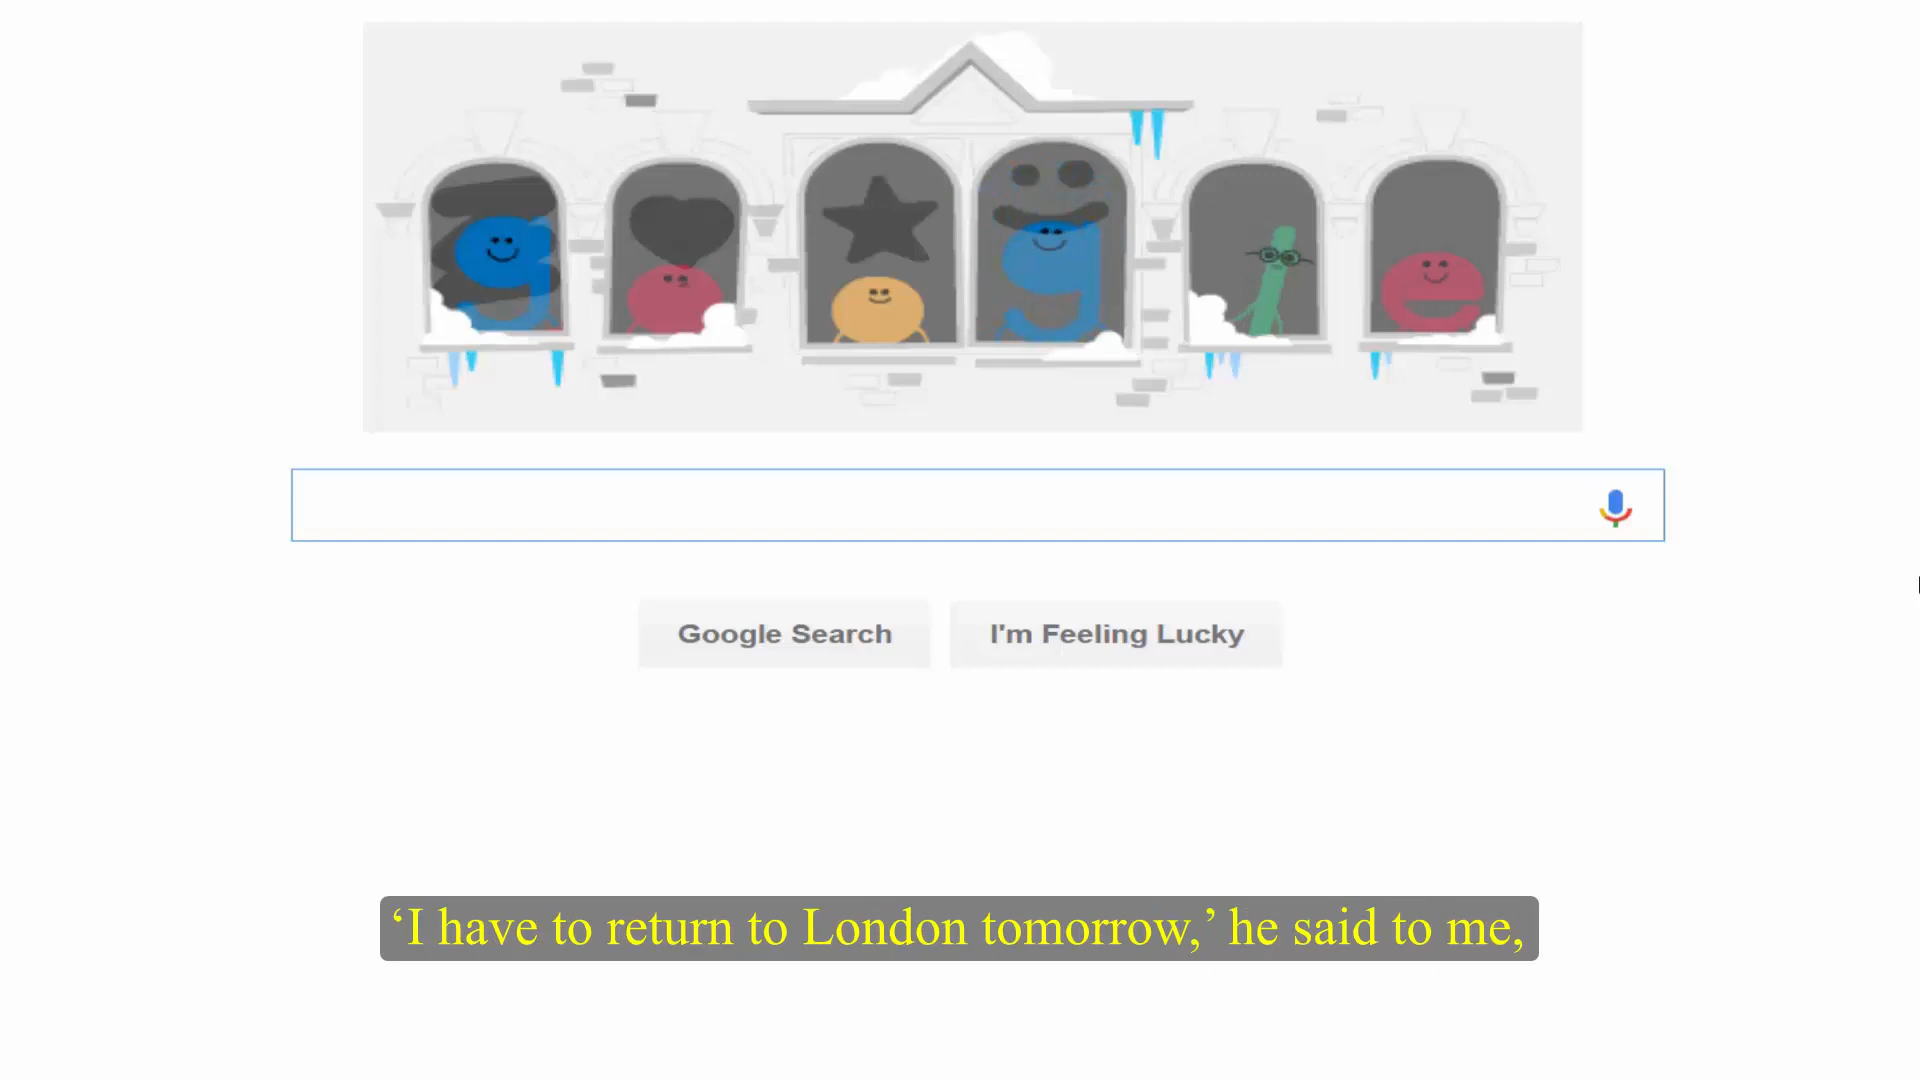 Google Search
I'm Feeling Lucky
‘I have to return to London tomorrow,’ he said to me,